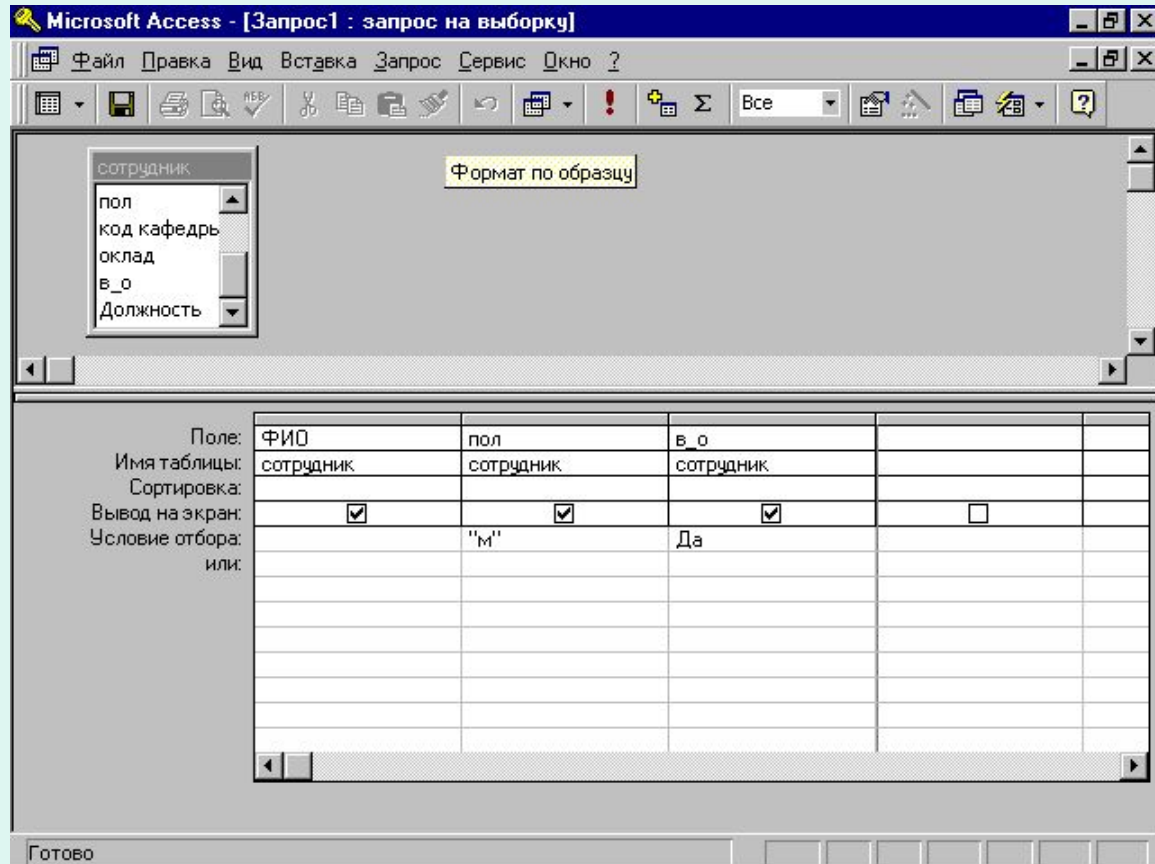 Microsoft Access - [Запрос1 : запрос на выборку]
Файл Правка Вид Вставка Запрос Сервис Окно ?
Все
сотрудник
Формат по образцу
пол
код кафедры
оклад
в_о
Должность
Поле: ФИО пол в_о
Имя таблицы: сотрудник сотрудник сотрудник
Сортировка:
Вывод на экран:
Условие отбора: "м" Да
или:
Готово